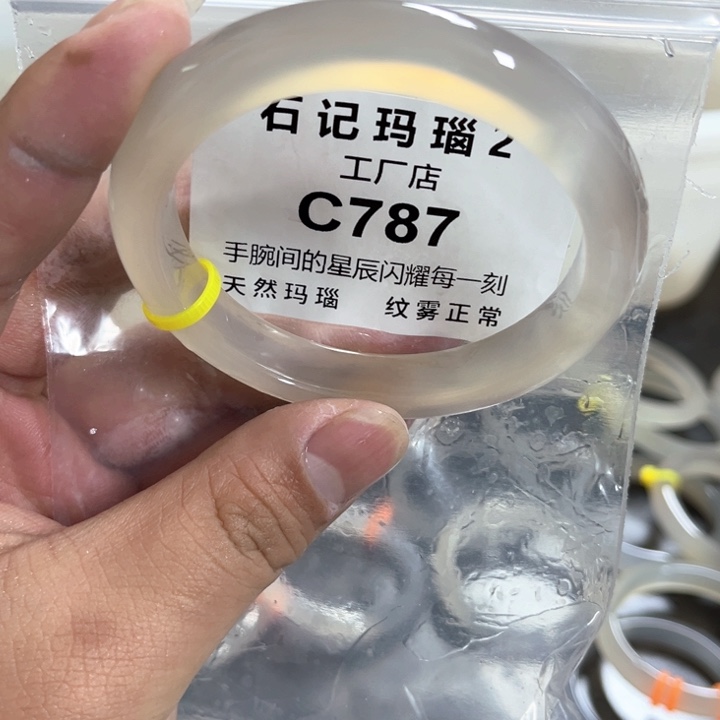 石记玛瑙2
工厂店
C787
手腕间的星辰闪耀每一刻
天然玛瑙 纹雾正常